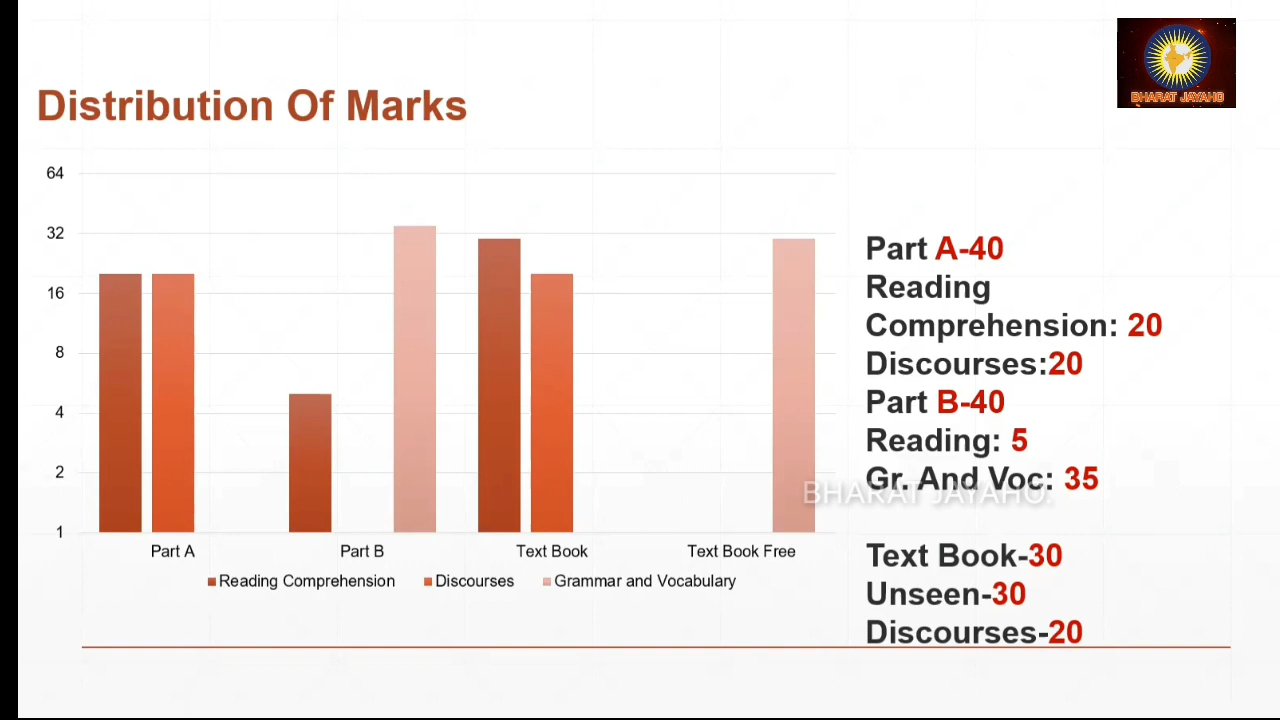 BHARAT JAYAHO
Distribution Of Marks
64
32
16
8
4
2
1
Part A
Part B
Text Book
Text Book Free
Reading Comprehension
Discourses
Grammar and Vocabulary
Part A-40
Reading
Comprehension: 20
Discourses:20
Part B-40
Reading: 5
Gr. And Voc: 35
BHARAT JAYAHO.
Text Book-30
Unseen-30
Discourses-20